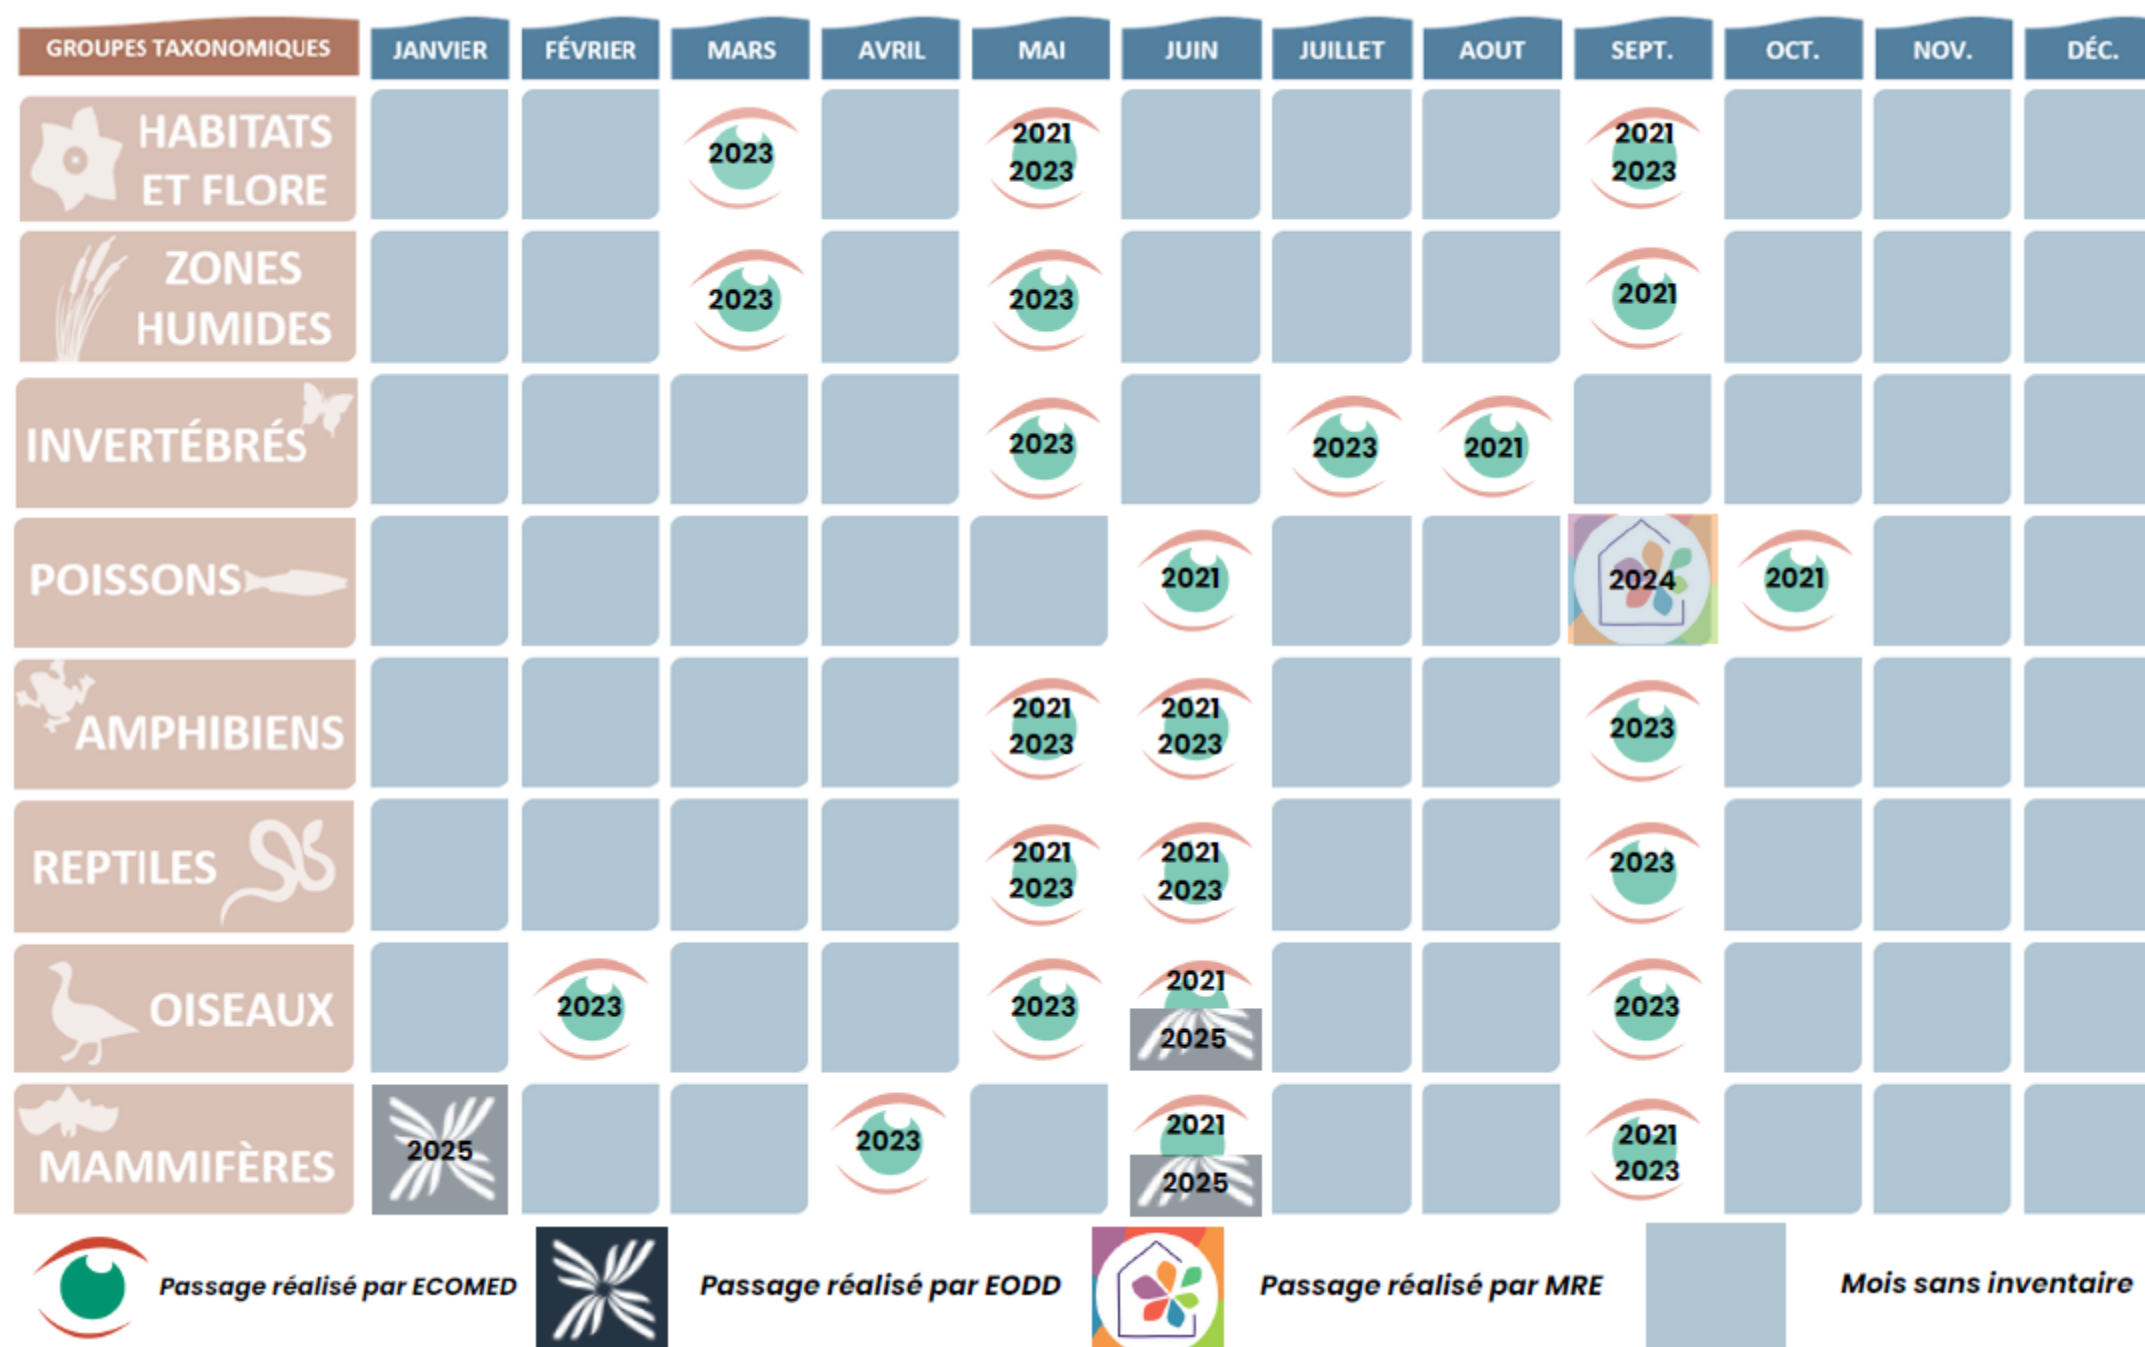 GROUPES TAXONOMIQUES JANVIER FÉVRIER MARS AVRIL MAI JUIN JUILLET AOUT SEPT. OCT. NOV. DÉC.
HABITATS
ET FLORE
2023
2021
2023
2021
2023
ZONES
HUMIDES
2023
2023
2021
INVERTÉBRÉS
2023
2023
2021
POISSONS
2021
2024
2021
AMPHIBIENS
2021
2023
2021
2023
2023
REPTILES
2021
2023
2021
2023
2023
OISEAUX
2023
2023
2021
2025
2023
MAMMIFÈRES
2025
2023
2021
2025
2021
2023
Passage réalisé par ECOMED
Passage réalisé par EODD
Passage réalisé par MRE
Mois sans inventaire